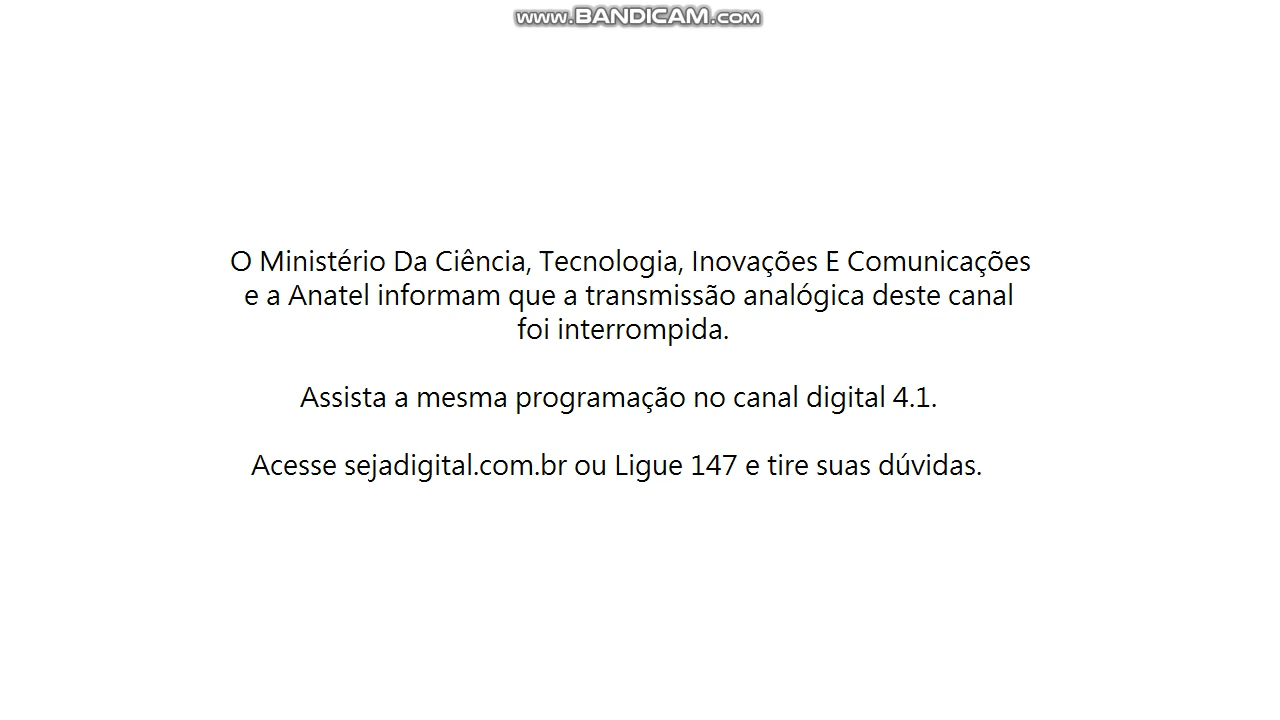 www.BANDICAM.com
O Ministério Da Ciência, Tecnologia, Inovações E Comunicações
e a Anatel informam que a transmissão analógica deste canal
foi interrompida.
Assista a mesma programação no canal digital 4.1.
Acesse sejadigital.com.br ou Ligue 147 e tire suas dúvidas.